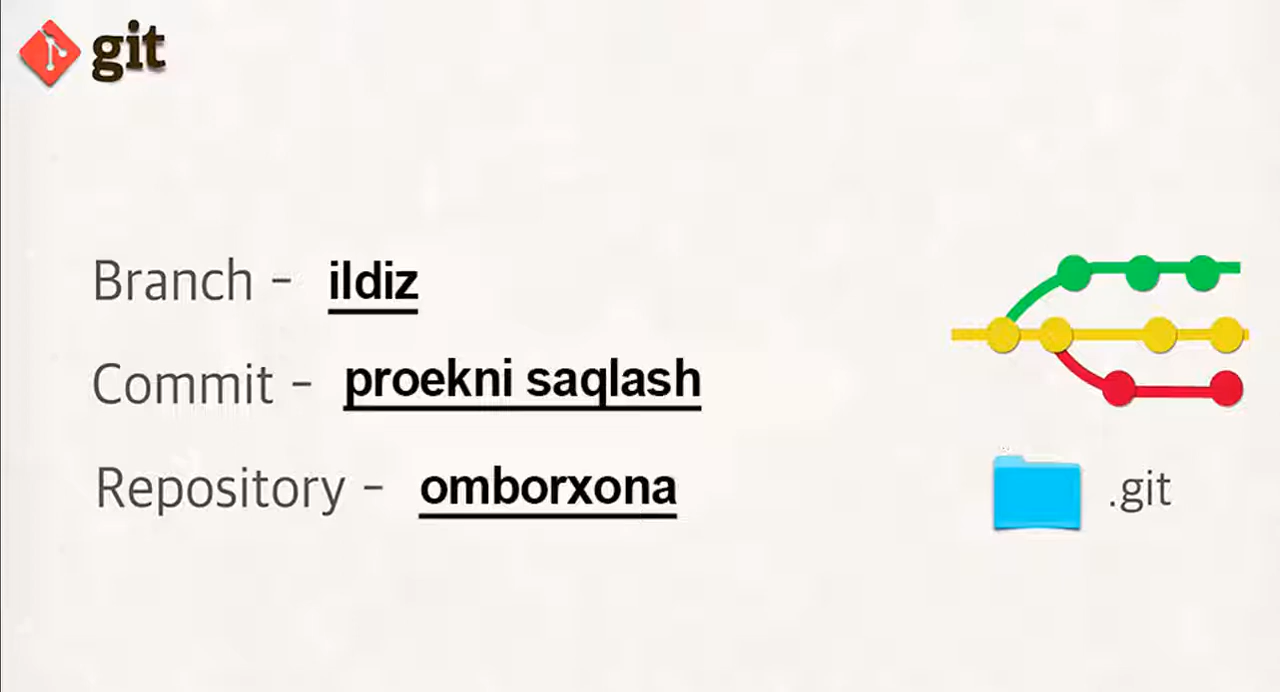 git
Branch - ildiz
Commit - proekni saqlash
Repository - omborxona
.git